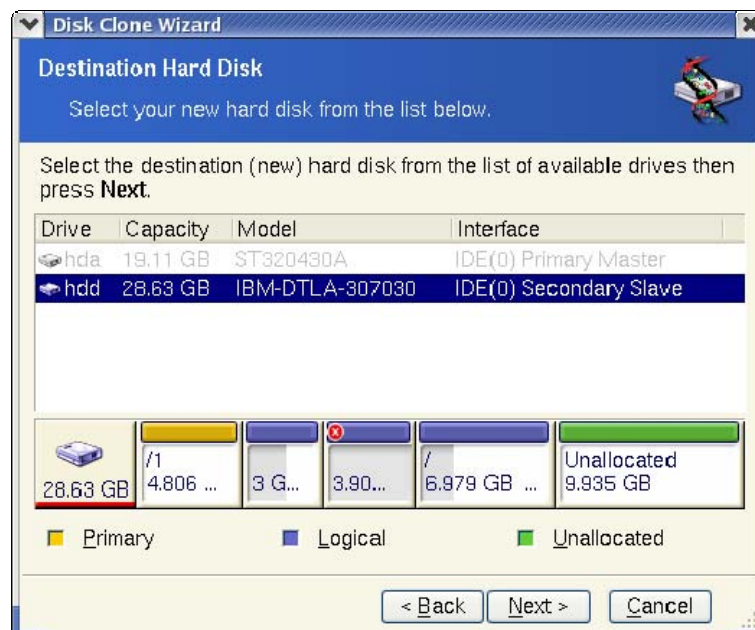 Disk Clone Wizard
Destination Hard Disk
Select your new hard disk from the list below.
Select the destination (new) hard disk from the list of available drives then
press Next.
Drive Capacity Model Interface
hda 19.11 GB ST320430A IDE(0) Primary Master
hdd 28.63 GB IBM-DTLA-307030 IDE(0) Secondary Slave
28.63 GB
/1
4.806 ...
3 G...
3.90...
/
6.979 GB ...
Unallocated
9.935 GB
Primary Logical Unallocated
< Back Next > Cancel